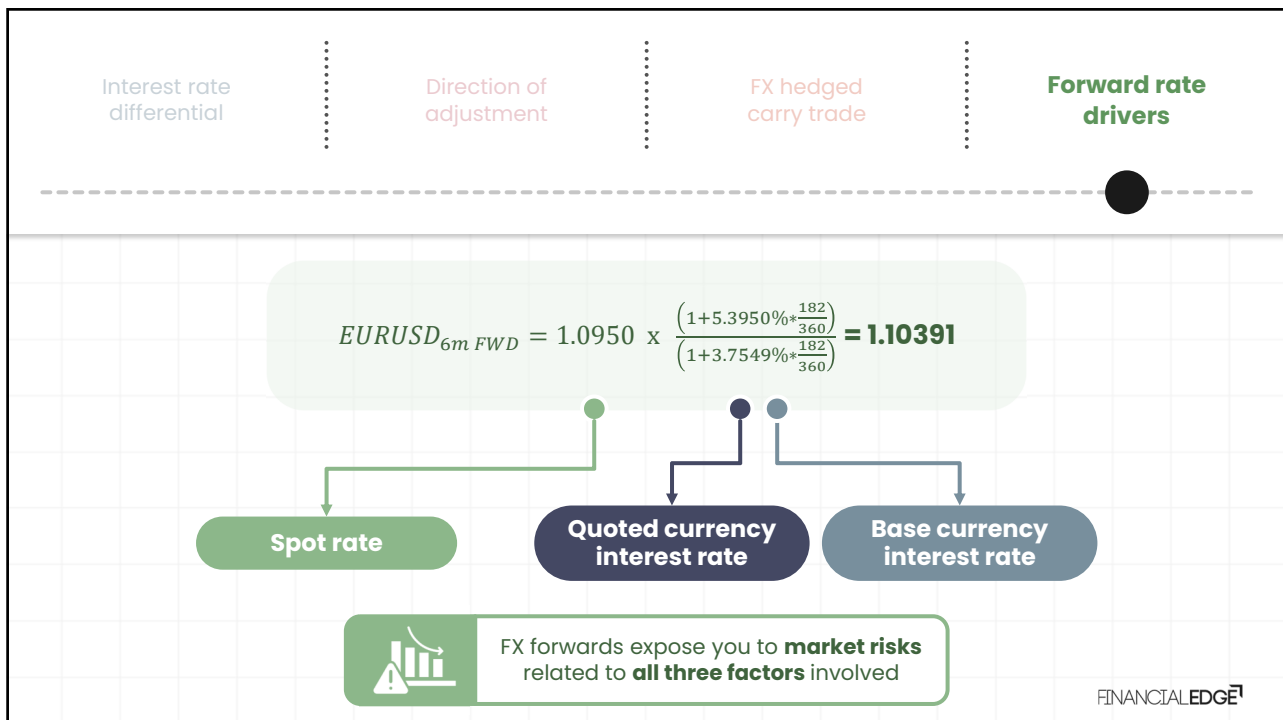 Interest rate
differential
Direction of
adjustment
FX hedged
carry trade
Forward rate
drivers
EURUSD6m FWD = 1.0950 x (1+5.3950%*182/360) / (1+3.7549%*182/360) = 1.10391
Spot rate
Quoted currency
interest rate
Base currency
interest rate
FX forwards expose you to market risks
related to all three factors involved
FINANCIALEDGE